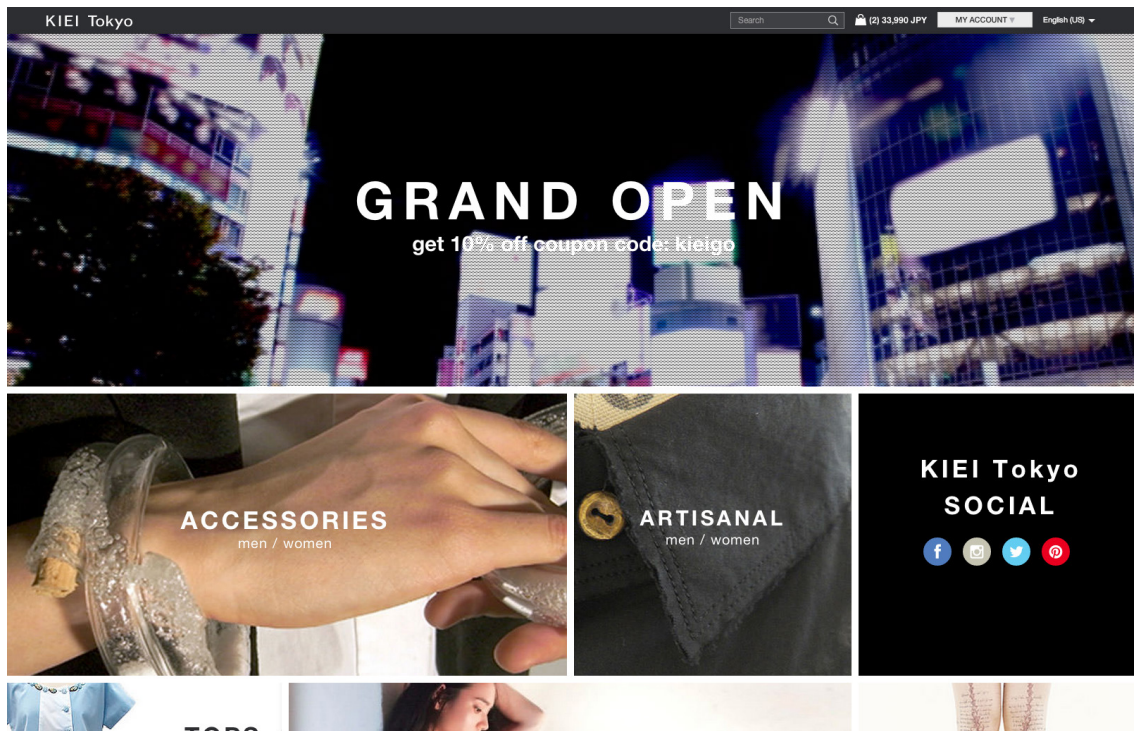 KIEI Tokyo
Search
(2) 33,990 JPY
MY ACCOUNT
English (US)
GRAND OPEN
get 10% off coupon code: kieigo
ACCESSORIES
men / women
ARTISANAL
men / women
KIEI Tokyo
SOCIAL
TOPS